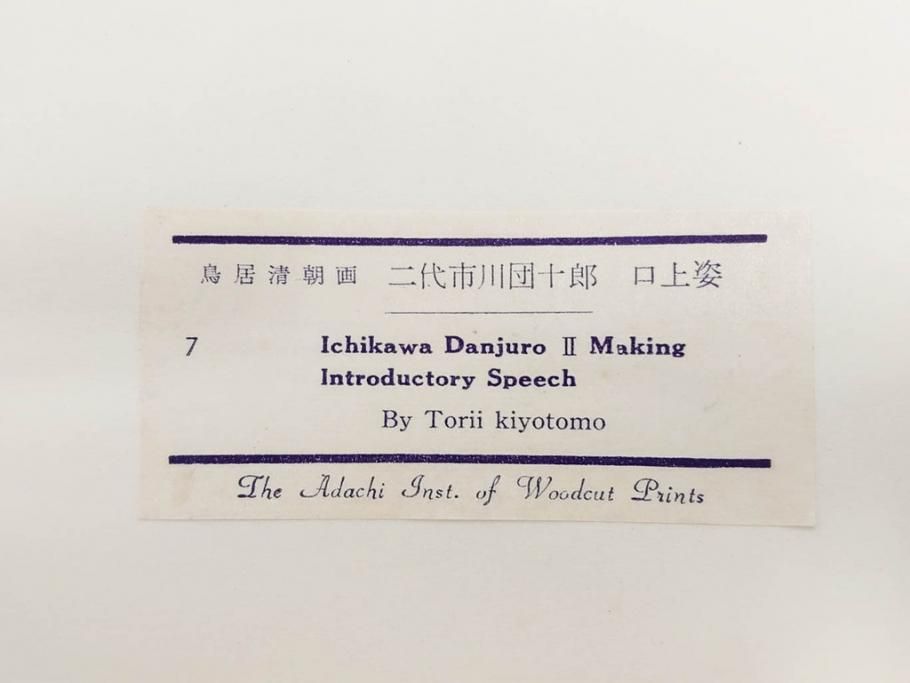 鳥居清朝画 二代市川団十郎 口上姿
7 Ichikawa Danjuro Ⅱ Making
Introductory Speech
By Torii kiyotomo
The Adachi Inst. of Woodcut Prints